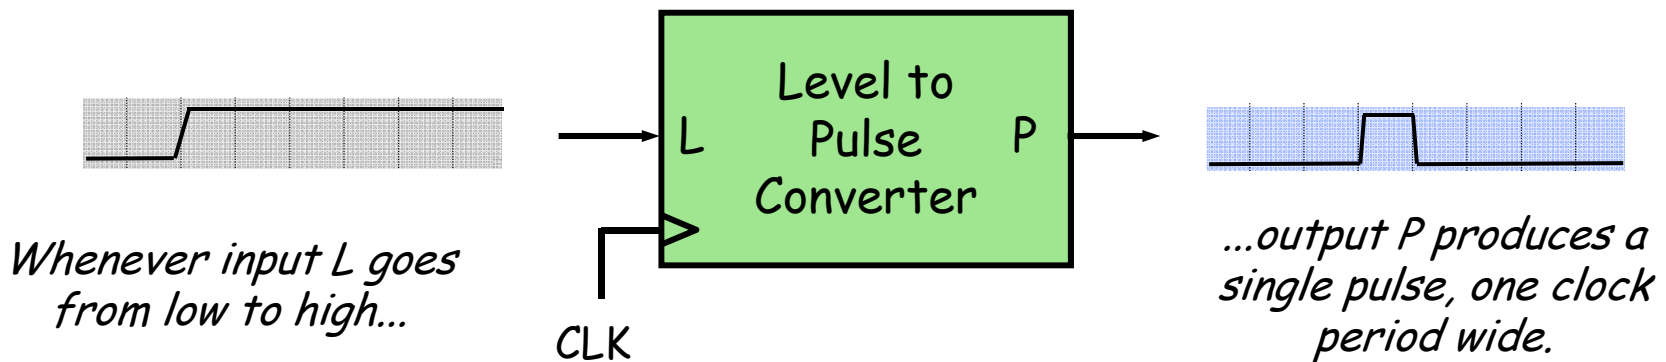 Whenever input L goes
from low to high...
Level to
Pulse
Converter
L
P
CLK
...output P produces a
single pulse, one clock
period wide.